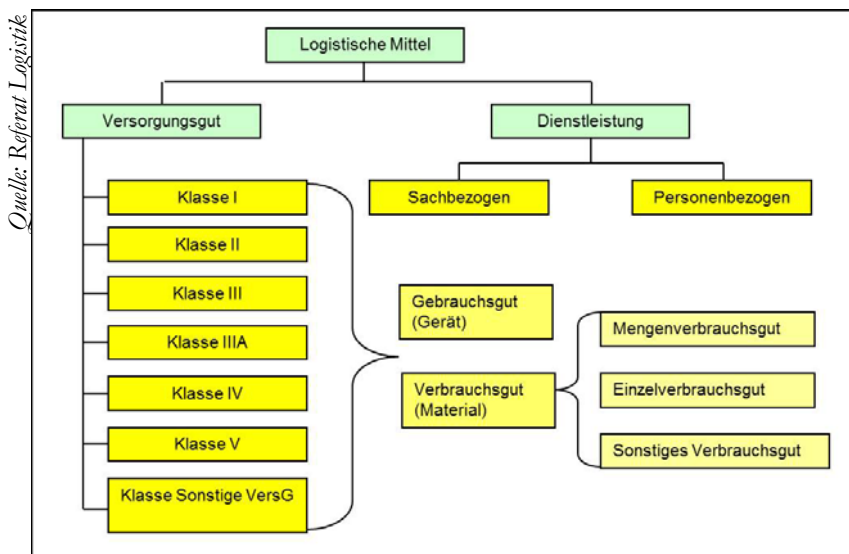 Quelle: Referat Logistik
Logistische Mittel
Versorgungsgut
Dienstleistung
Klasse I
Klasse II
Klasse III
Klasse IIIA
Klasse IV
Klasse V
Klasse Sonstige VersG
Sachbezogen
Personenbezogen
Gebrauchsgut
(Gerät)
Verbrauchsgut
(Material)
Mengenverbrauchsgut
Einzelverbrauchsgut
Sonstiges Verbrauchsgut